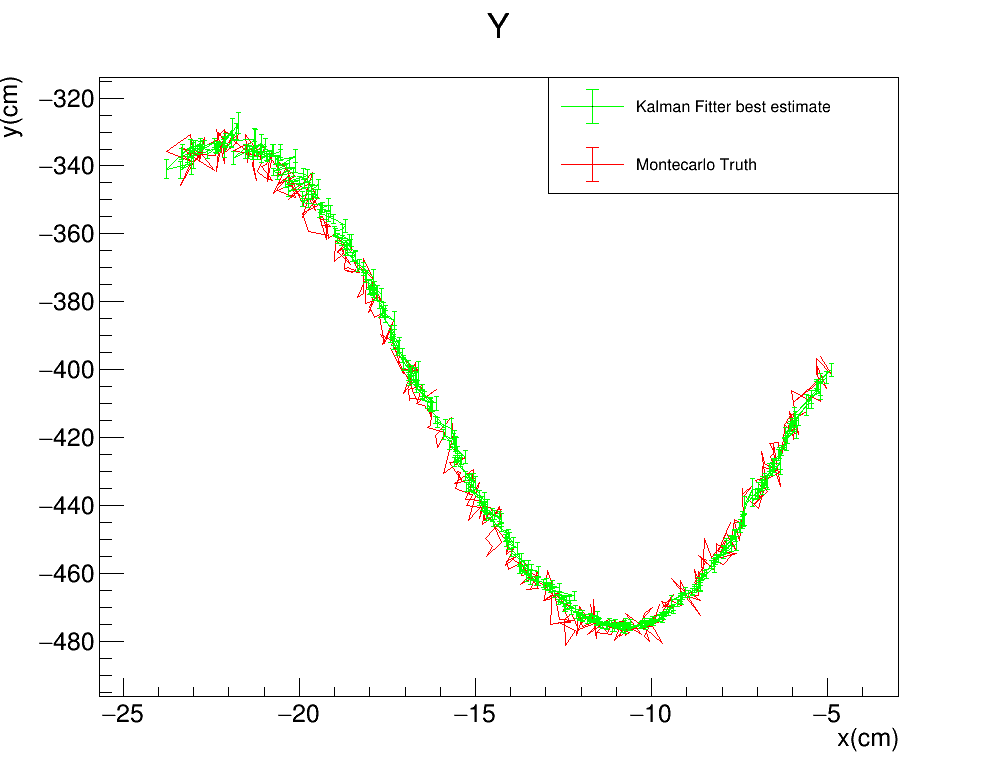 Y
y(cm)
Kalman Fitter best estimate
Montecarlo Truth
−320
−340
−360
−380
−400
−420
−440
−460
−480
−25 −20 −15 −10 −5
x(cm)